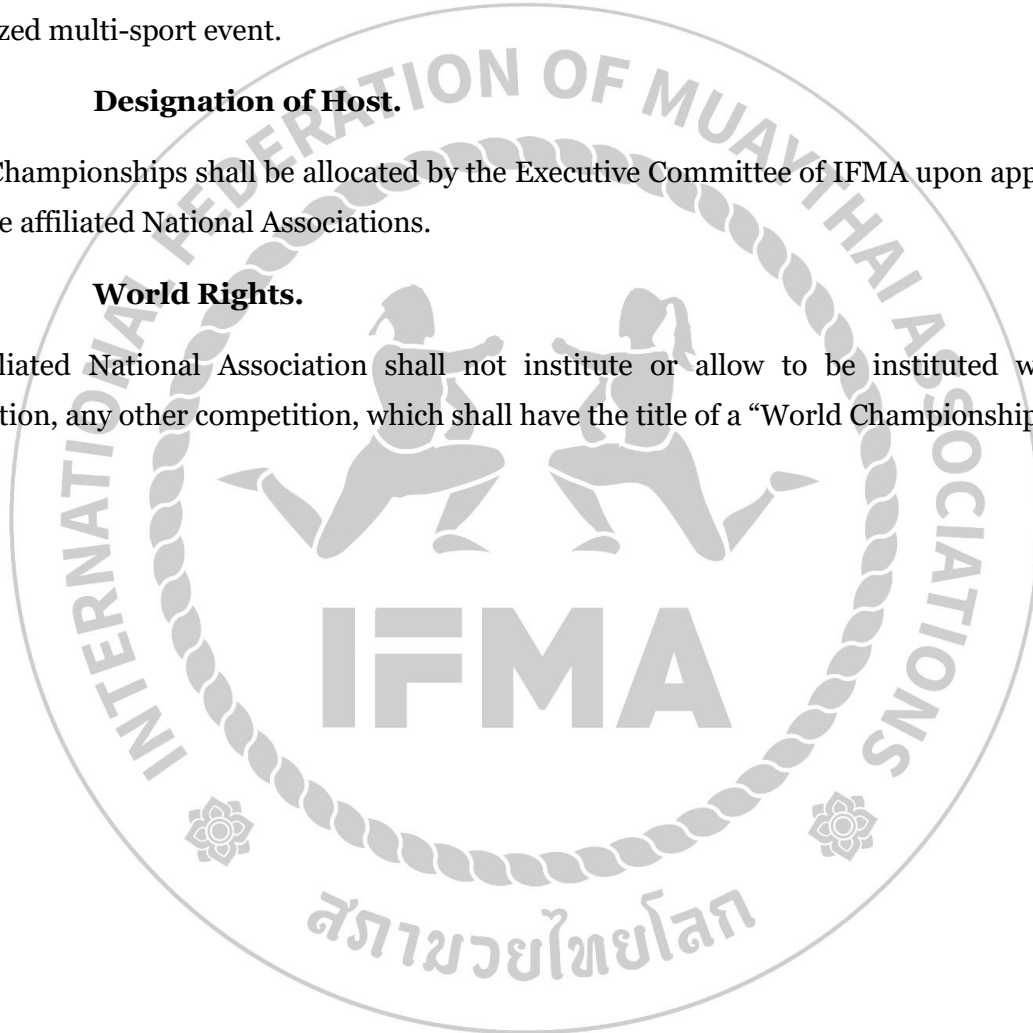 zed multi-sport event.
Designation of Host.
Championships shall be allocated by the Executive Committee of IFMA upon app
e affiliated National Associations.
World Rights.
iliated National Association shall not institute or allow to be instituted w
tion, any other competition, which shall have the title of a “World Championship
INTERNATIONAL FEDERATION OF MUAYTHAI ASSOCIATIONS
IFMA
สภามวยไทยโลก